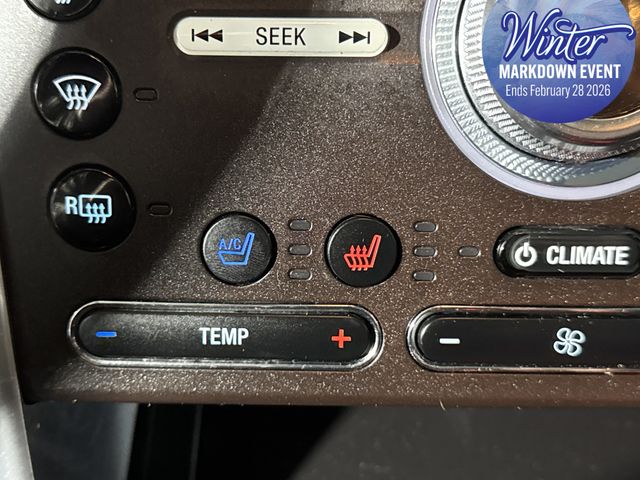 SEEK
Winter
MARKDOWN EVENT
Ends February 28 2026
R
A/C
CLIMATE
- TEMP +
-